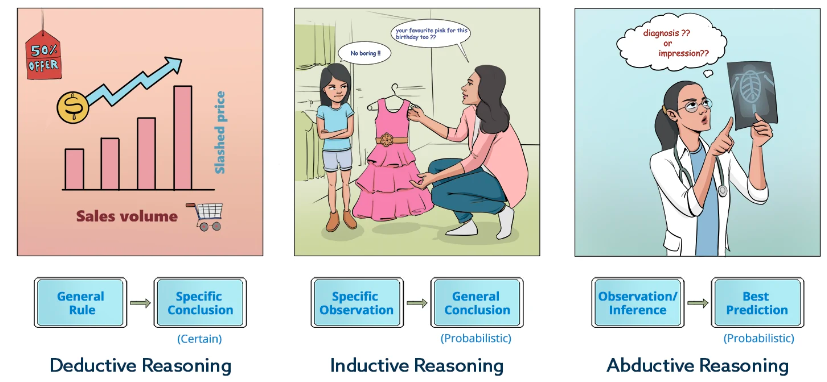 50%
OFFER
$
Slashed price
Sales volume
General
Rule
Specific
Conclusion
(Certain)
Deductive Reasoning
your favourite pink for this
birthday too ??
No boring !!
Specific
Observation
General
Conclusion
(Probabilistic)
Inductive Reasoning
diagnosis ??
or
impression??
Observation/
Inference
Best
Prediction
(Probabilistic)
Abductive Reasoning